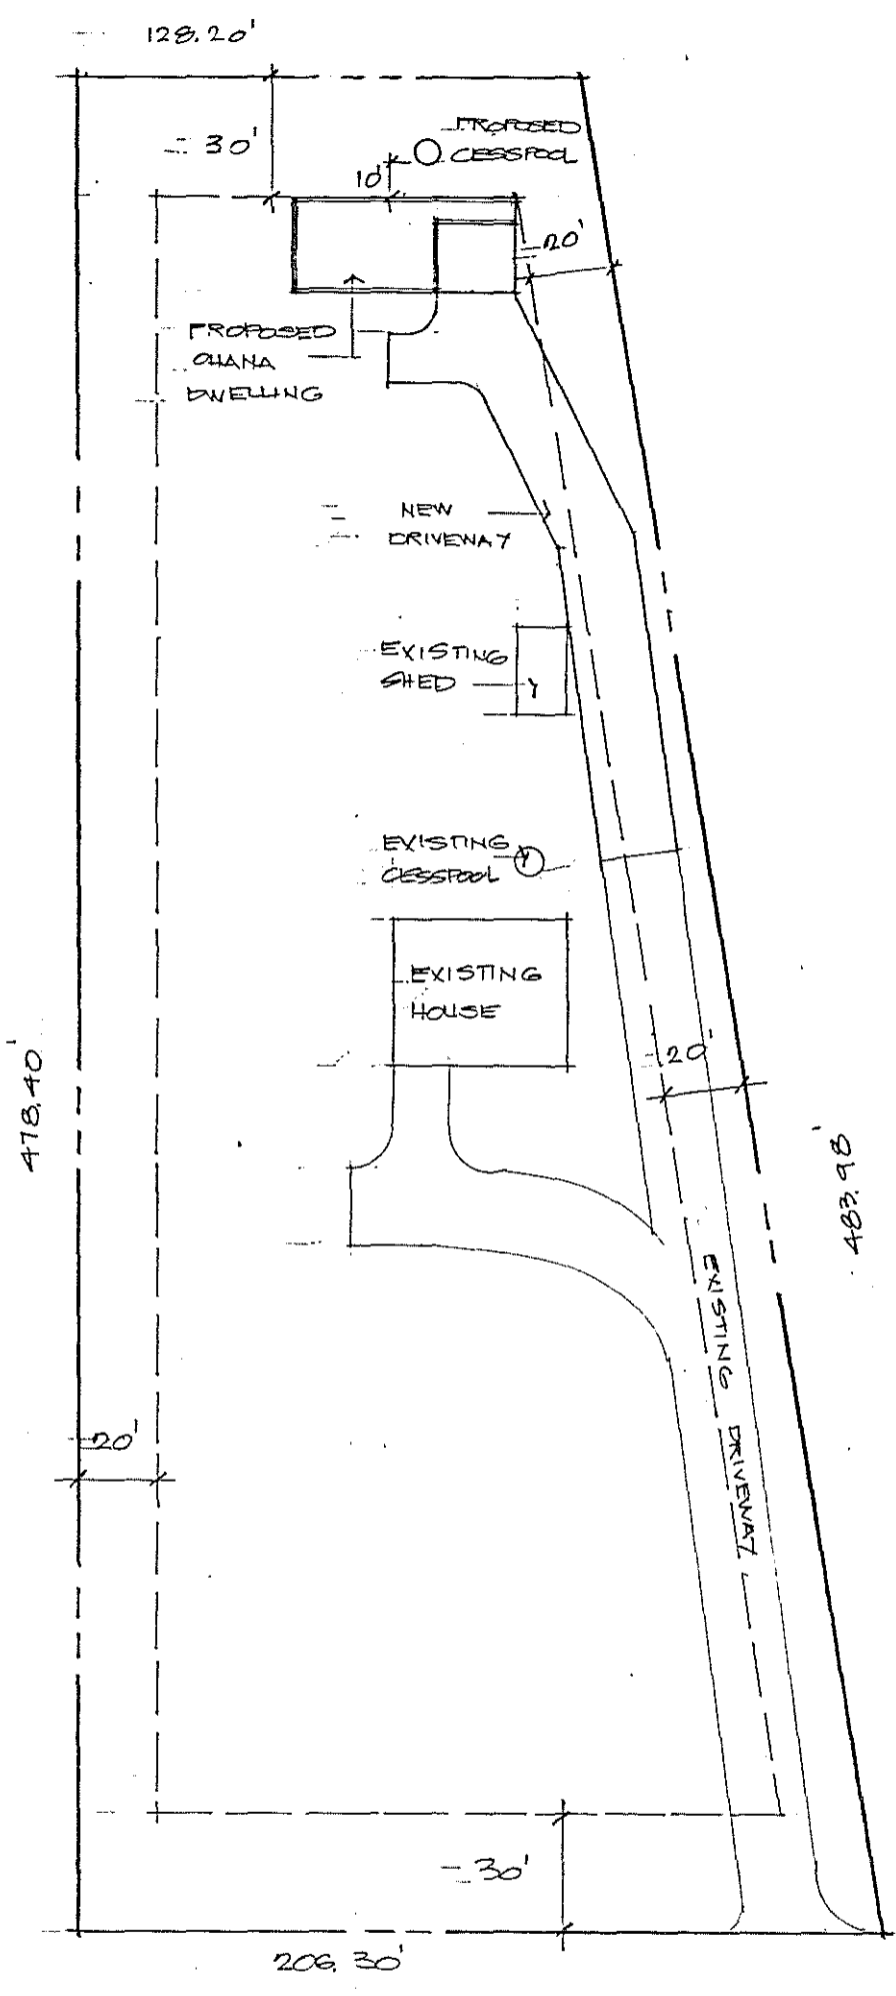 128.20'
30'
PROPOSED
CESSPOOL
10'
20'
PROPOSED
OHANA
DWELLING
NEW
DRIVEWAY
EXISTING
SHED
EXISTING
CESSPOOL
EXISTING
HOUSE
20'
478.40'
483.98'
EXISTING DRIVEWAY
20'
30'
206.30'